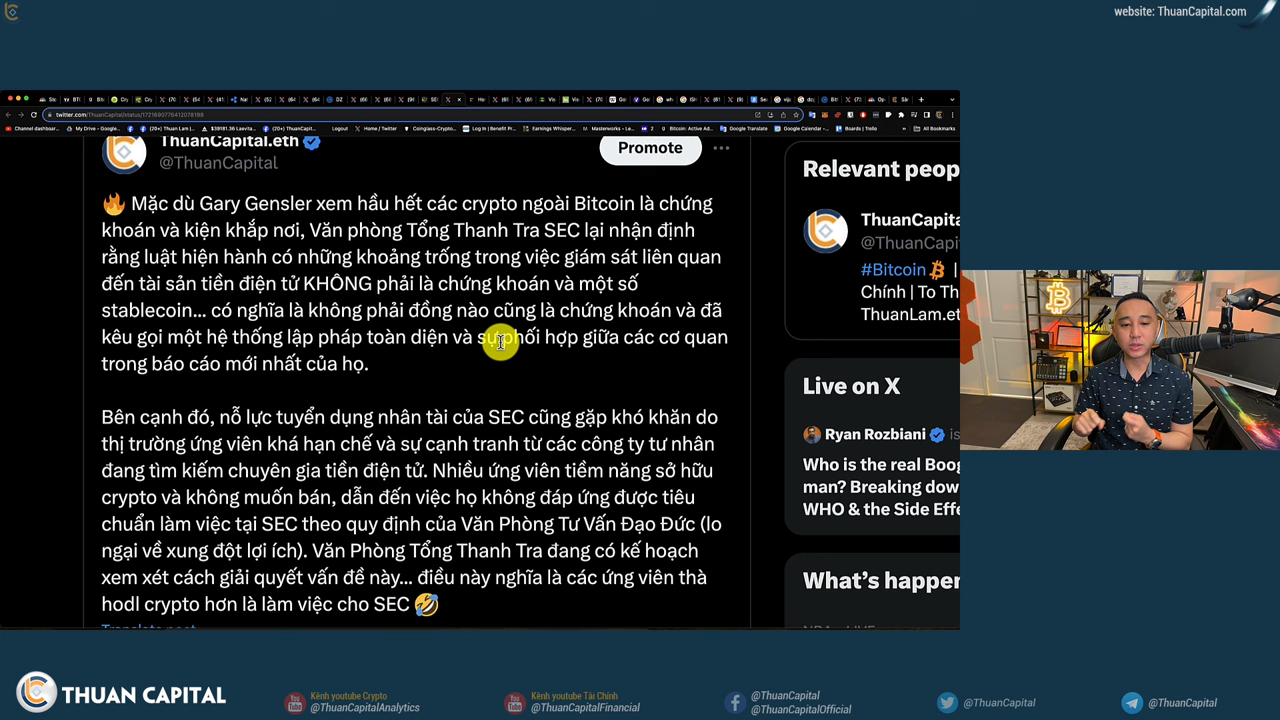 website: ThuanCapital.com
twitter.com/ThuanCapital/status/1721690776412078198
ThuanCapital.eth
@ThuanCapital
Promote
🔥 Mặc dù Gary Gensler xem hầu hết các crypto ngoài Bitcoin là chứng
khoán và kiện khắp nơi, Văn phòng Tổng Thanh Tra SEC lại nhận định
rằng luật hiện hành có những khoảng trống trong việc giám sát liên quan
đến tài sản tiền điện tử KHÔNG phải là chứng khoán và một số
stablecoin... có nghĩa là không phải đồng nào cũng là chứng khoán và đã
kêu gọi một hệ thống lập pháp toàn diện và sự phối hợp giữa các cơ quan
trong báo cáo mới nhất của họ.
Bên cạnh đó, nỗ lực tuyển dụng nhân tài của SEC cũng gặp khó khăn do
thị trường ứng viên khá hạn chế và sự cạnh tranh từ các công ty tư nhân
đang tìm kiếm chuyên gia tiền điện tử. Nhiều ứng viên tiềm năng sở hữu
crypto và không muốn bán, dẫn đến việc họ không đáp ứng được tiêu
chuẩn làm việc tại SEC theo quy định của Văn Phòng Tư Vấn Đạo Đức (lo
ngại về xung đột lợi ích). Văn Phòng Tổng Thanh Tra đang có kế hoạch
xem xét cách giải quyết vấn đề này... điều này nghĩa là các ứng viên thà
hodl crypto hơn là làm việc cho SEC 🤣
Translate post
Relevant peop
ThuanCapita
@ThuanCapita
#Bitcoin
Chính | To Th
ThuanLam.et
Live on X
Ryan Rozbiani
is
Who is the real Boog
man? Breaking dow
WHO & the Side Effe
What's happen
THUAN CAPITAL
Kênh youtube Crypto
@ThuanCapitalAnalytics
Kênh youtube Tài Chính
@ThuanCapitalFinancial
@ThuanCapital
@ThuanCapitalOfficial
@ThuanCapital
@ThuanCapital